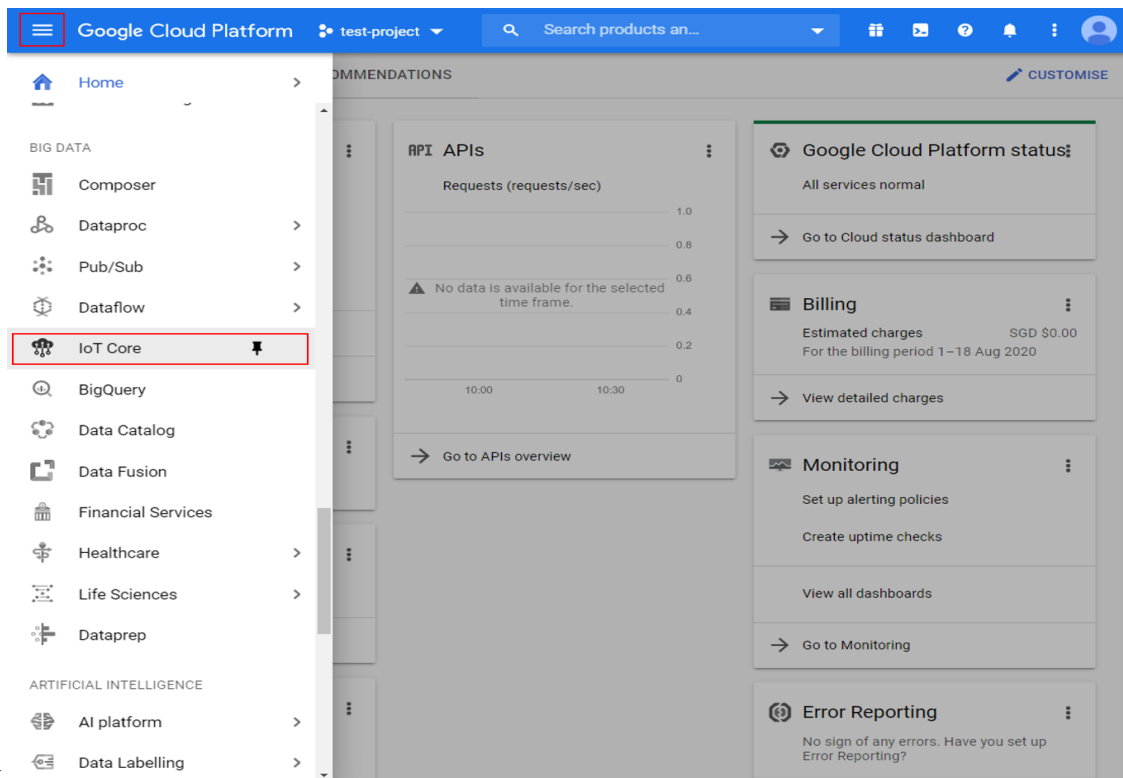 Google Cloud Platform
test-project
Search products an...
Home
BIG DATA
Composer
Dataproc
Pub/Sub
Dataflow
IoT Core
BigQuery
Data Catalog
Data Fusion
Financial Services
Healthcare
Life Sciences
Dataprep
ARTIFICIAL INTELLIGENCE
AI platform
Data Labelling
OMMENDATIONS
CUSTOMISE
API APIs
Requests (requests/sec)
1.0
0.8
0.6
No data is available for the selected
time frame.
0.4
0.2
0
10:00 10:30
Go to APIs overview
Google Cloud Platform status
All services normal
Go to Cloud status dashboard
Billing
Estimated charges SGD $0.00
For the billing period 1–18 Aug 2020
View detailed charges
Monitoring
Set up alerting policies
Create uptime checks
View all dashboards
Go to Monitoring
Error Reporting
No sign of any errors. Have you set up
Error Reporting?